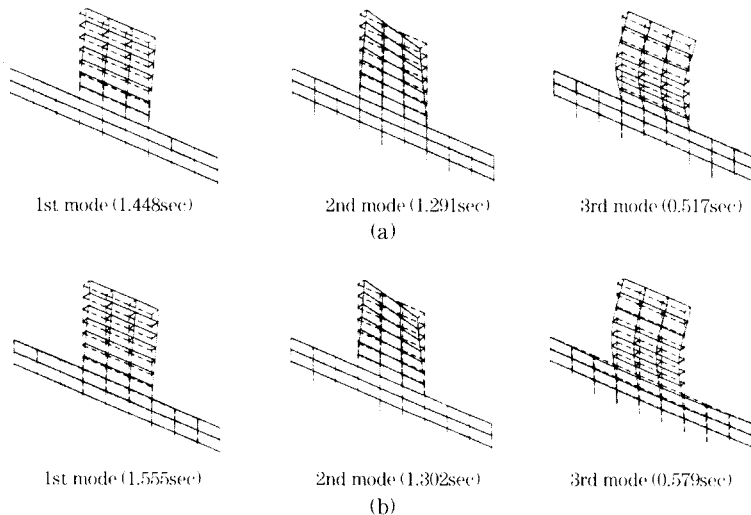 1st mode (1.448sec) 2nd mode (1.291sec) 3rd mode (0.517sec)
(a)
1st mode (1.555sec) 2nd mode (1.302sec) 3rd mode (0.579sec)
(b)